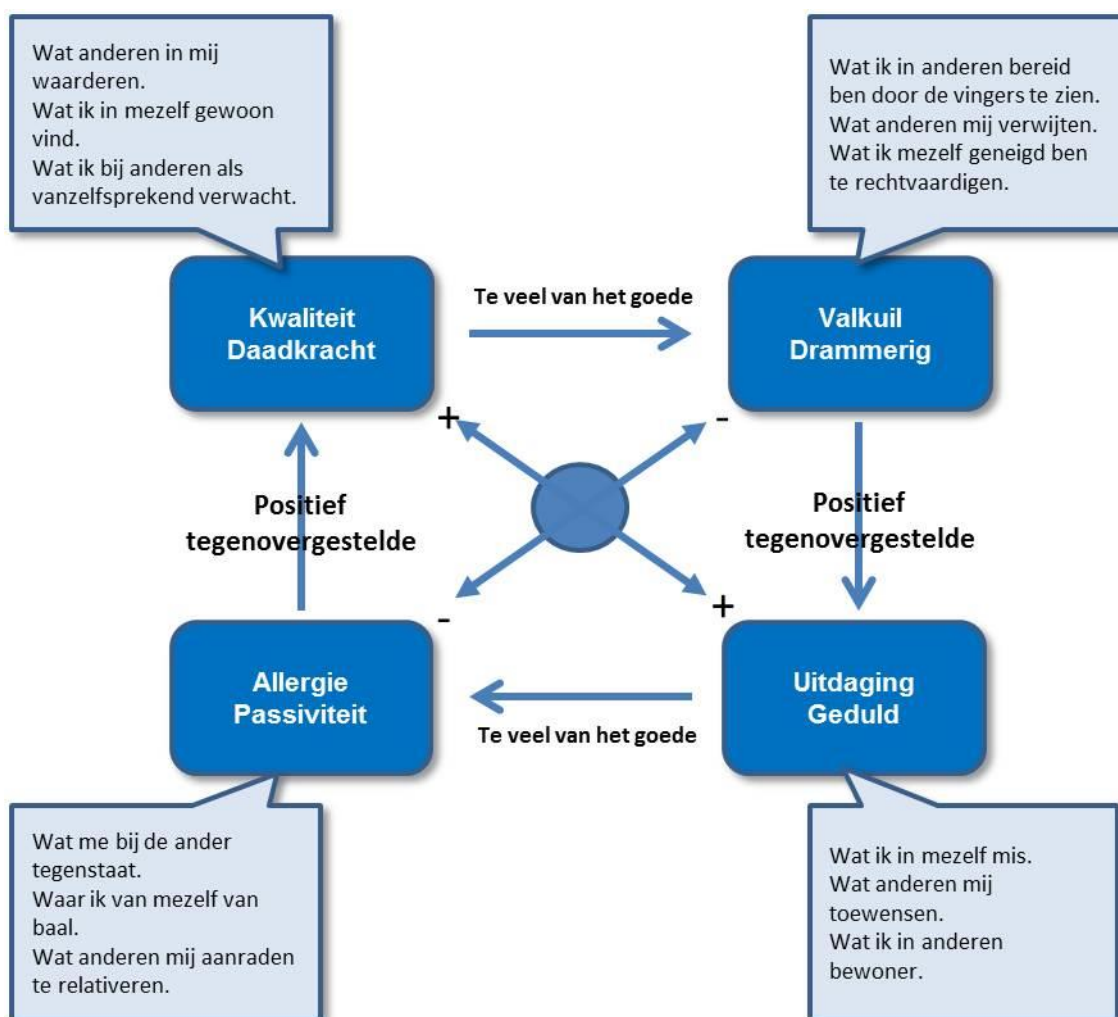 Wat anderen in mij
waarderen.
Wat ik in mezelf gewoon
vind.
Wat ik bij anderen als
vanzelfsprekend verwacht.
Wat ik in anderen bereid
ben door de vingers te zien.
Wat anderen mij verwijten.
Wat ik mezelf geneigd ben
te rechtvaardigen.
Kwaliteit
Daadkracht
Te veel van het goede
Valkuil
Drammerig
+
-
Positief
tegenovergestelde
Positief
tegenovergestelde
-
+
Allergie
Passiviteit
Te veel van het goede
Uitdaging
Geduld
Wat me bij de ander
tegenstaat.
Waar ik van mezelf van
baal.
Wat anderen mij aanraden
te relativeren.
Wat ik in mezelf mis.
Wat anderen mij
toewensen.
Wat ik in anderen
bewoner.